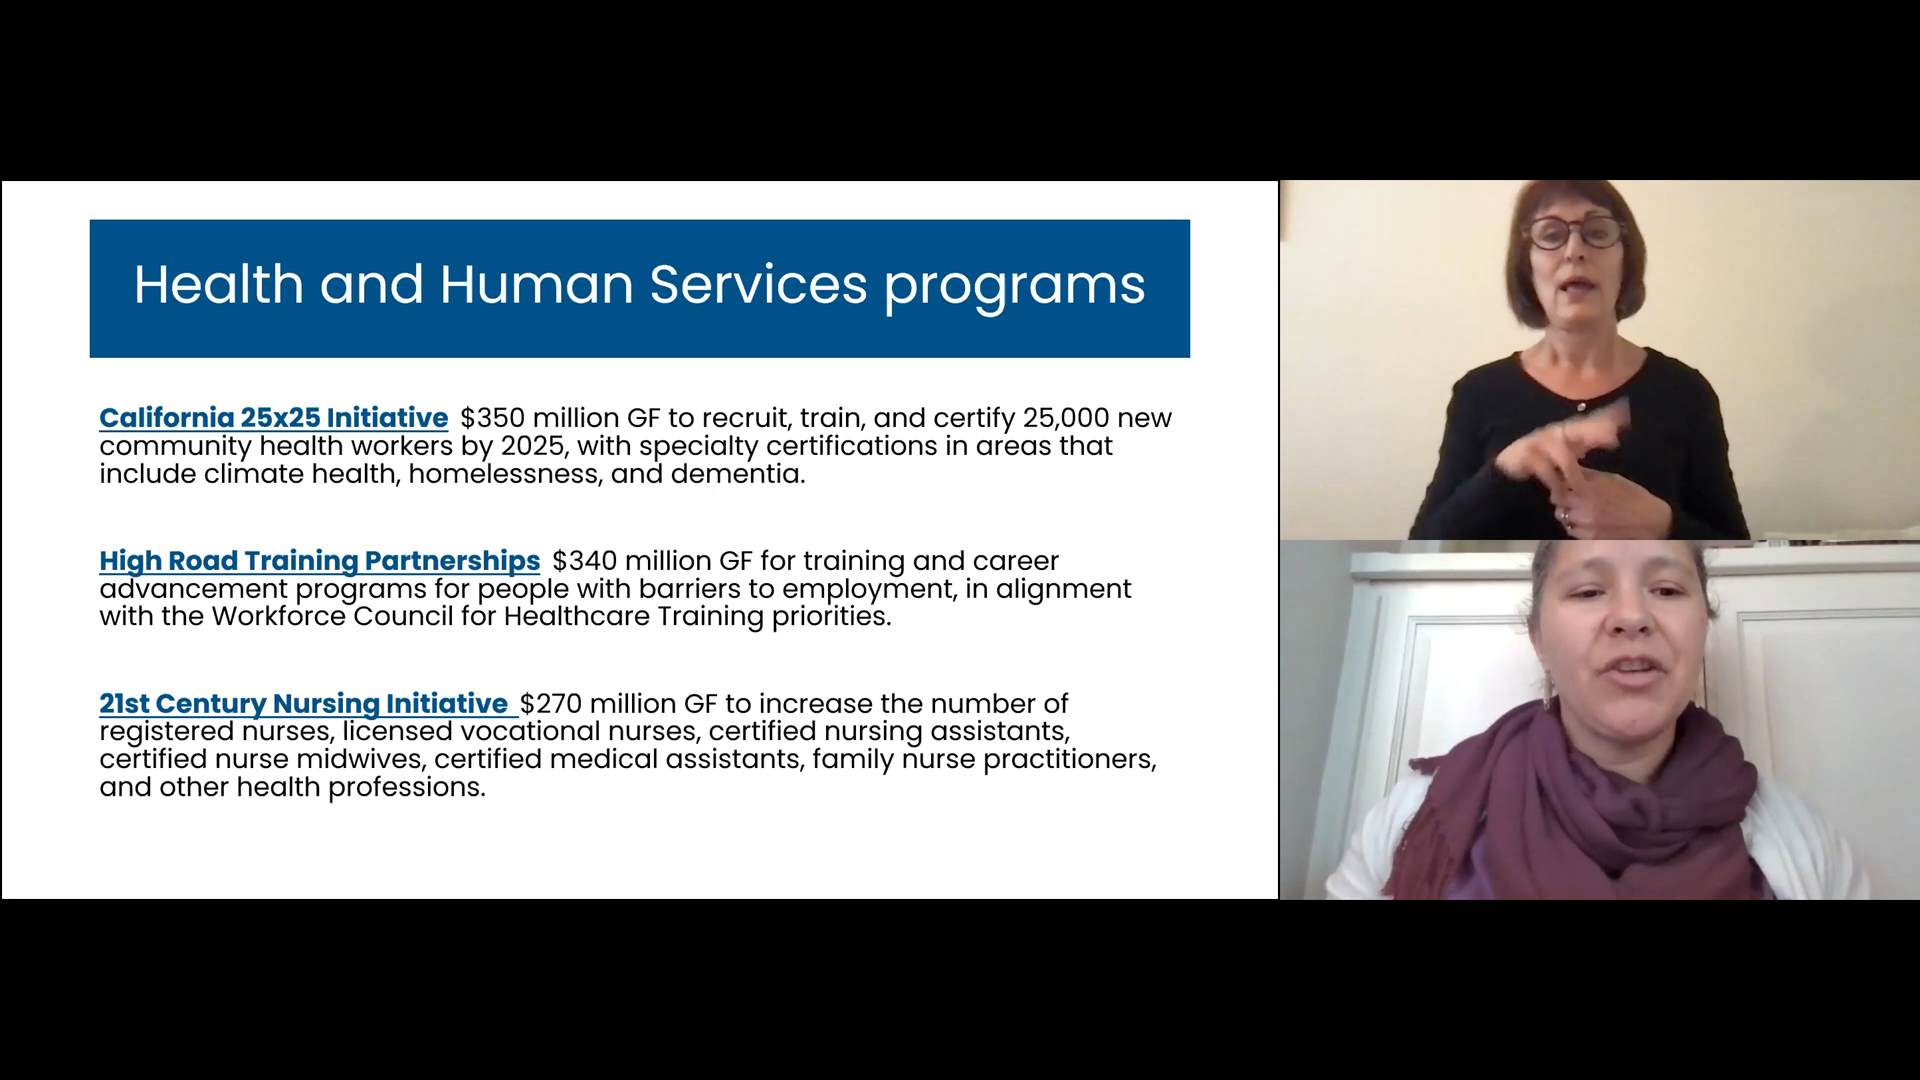 Health and Human Services programs
California 25x25 Initiative $350 million GF to recruit, train, and certify 25,000 new
community health workers by 2025, with specialty certifications in areas that
include climate health, homelessness, and dementia.
High Road Training Partnerships $340 million GF for training and career
advancement programs for people with barriers to employment, in alignment
with the Workforce Council for Healthcare Training priorities.
21st Century Nursing Initiative $270 million GF to increase the number of
registered nurses, licensed vocational nurses, certified nursing assistants,
certified nurse midwives, certified medical assistants, family nurse practitioners,
and other health professions.